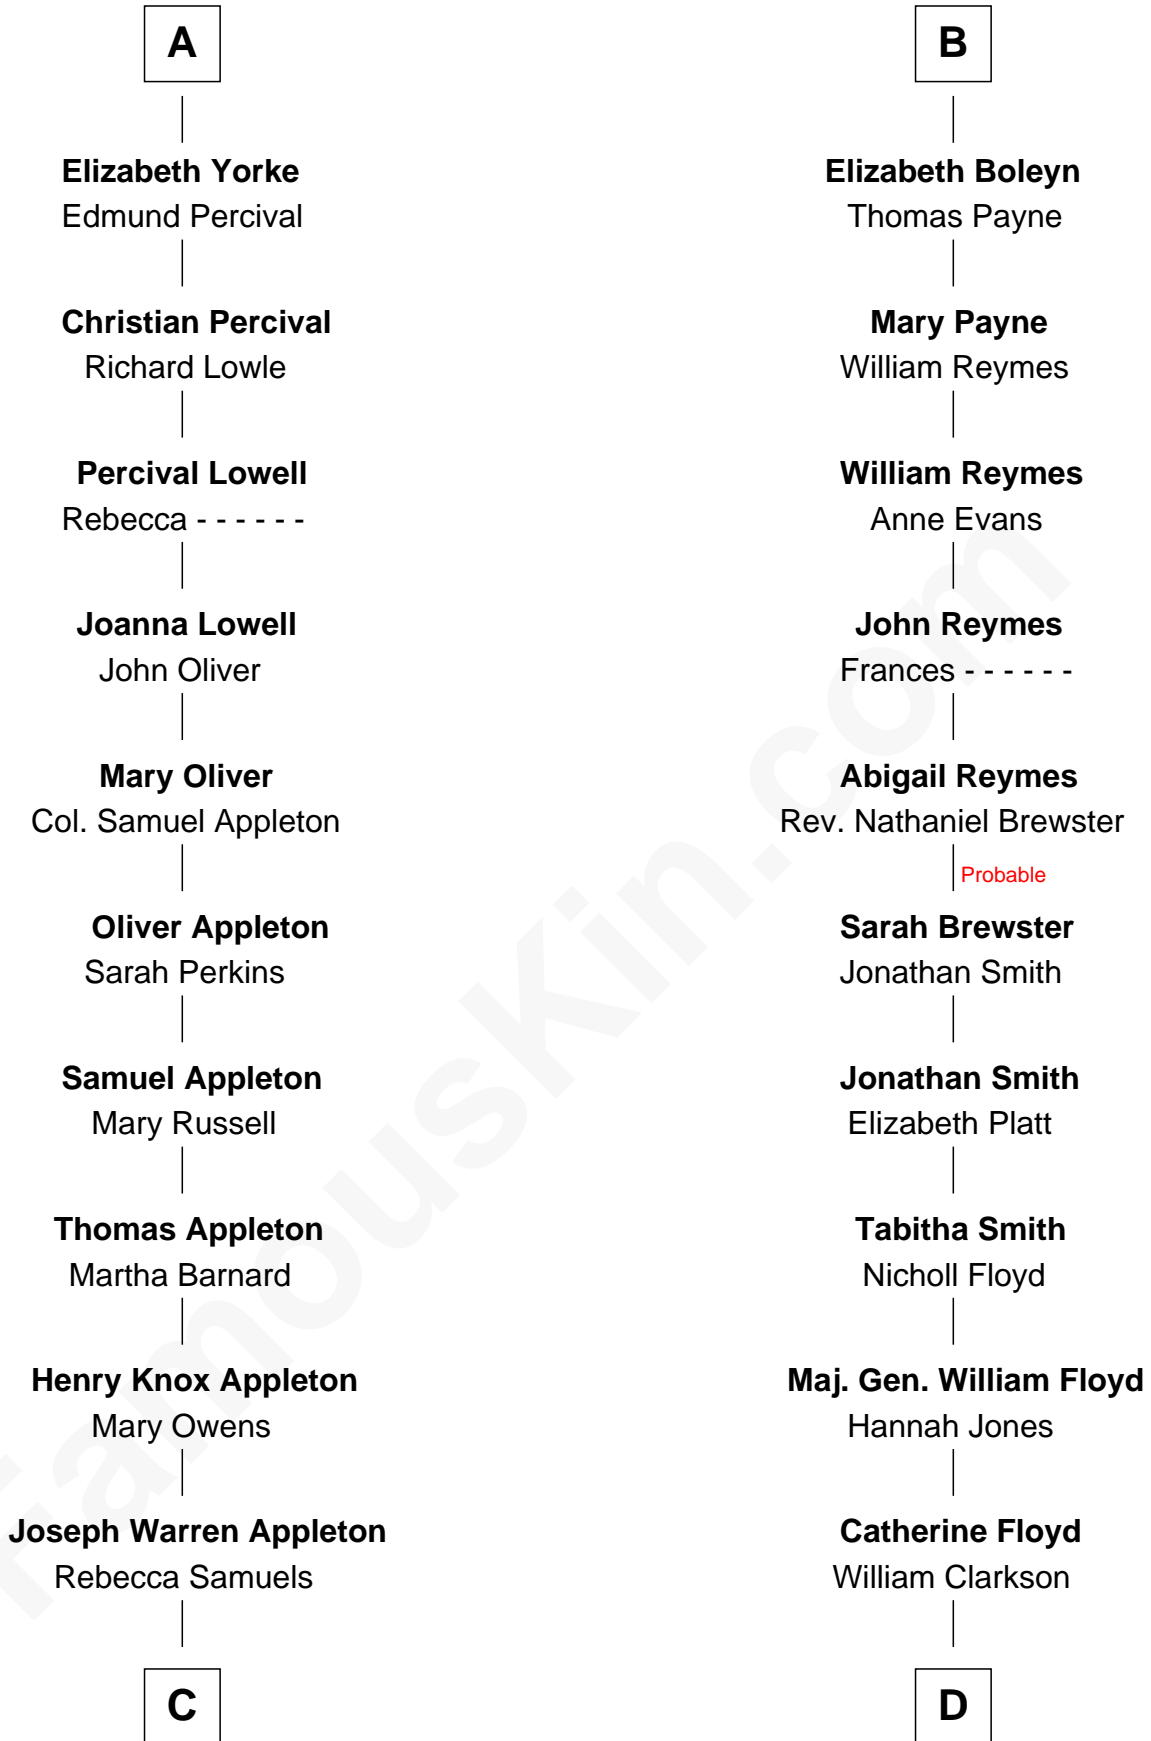 A
Elizabeth Yorke
Edmund Percival
Christian Percival
Richard Lowle
Percival Lowell
Rebecca - - - - - -
Joanna Lowell
John Oliver
Mary Oliver
Col. Samuel Appleton
Oliver Appleton
Sarah Perkins
Samuel Appleton
Mary Russell
Thomas Appleton
Martha Barnard
Henry Knox Appleton
Mary Owens
Joseph Warren Appleton
Rebecca Samuels
C
B
Elizabeth Boleyn
Thomas Payne
Mary Payne
William Reymes
William Reymes
Anne Evans
John Reymes
Frances - - - - - -
Abigail Reymes
Rev. Nathaniel Brewster
Probable
Sarah Brewster
Jonathan Smith
Jonathan Smith
Elizabeth Platt
Tabitha Smith
Nicholl Floyd
Maj. Gen. William Floyd
Hannah Jones
Catherine Floyd
William Clarkson
D
FamousKin.com